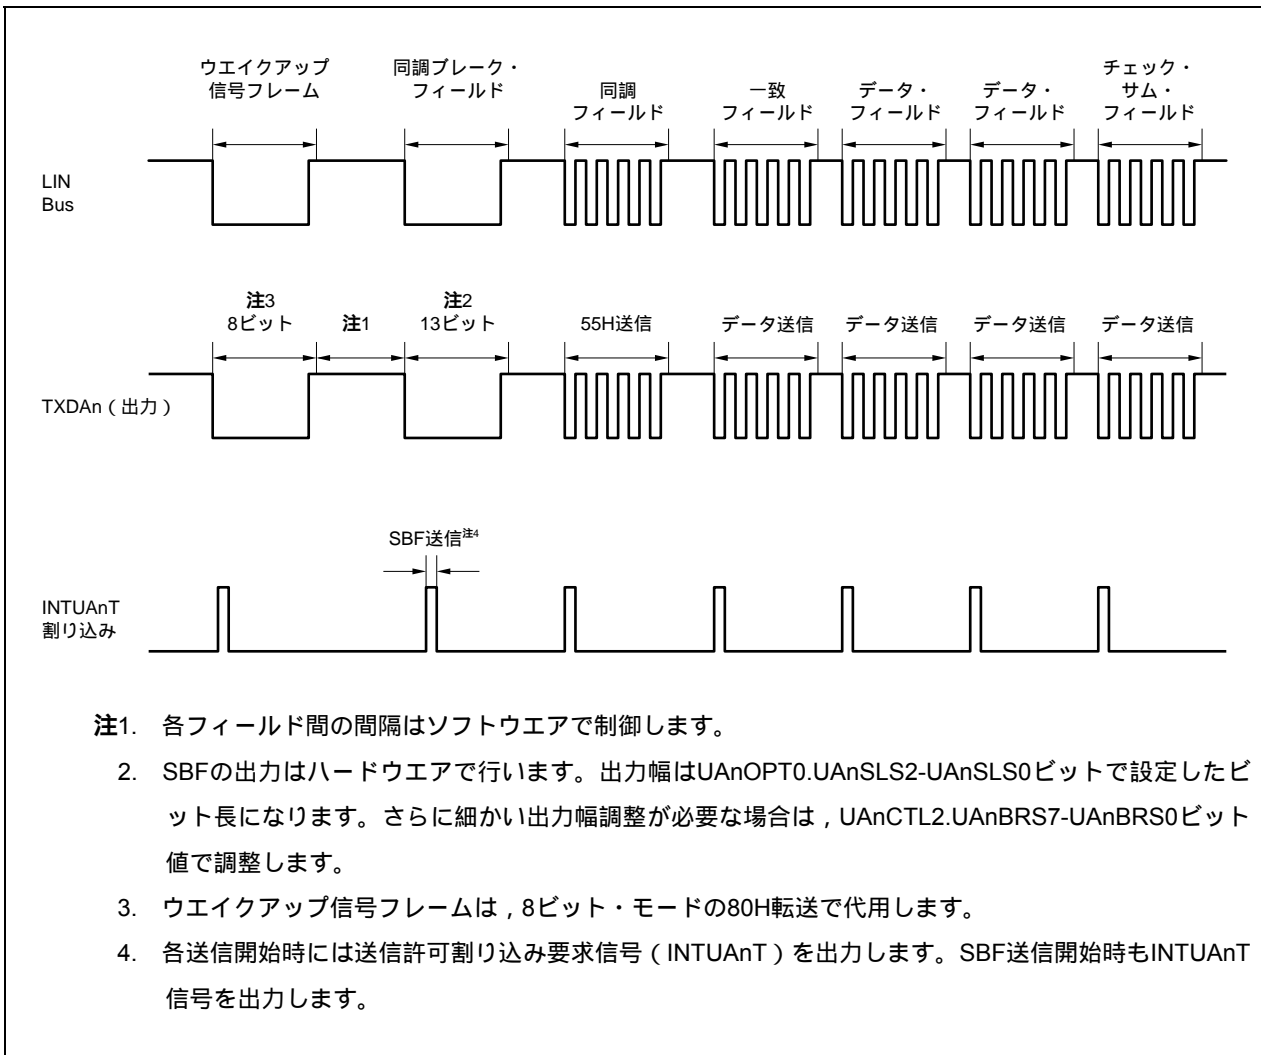 ウエイクアップ
信号フレーム
同調ブレーク・
フィールド
同調
フィールド
一致
フィールド
データ・
フィールド
データ・
フィールド
チェック・
サム・
フィールド
LIN
Bus
注3
8ビット
注1
注2
13ビット
55H送信
データ送信
データ送信
データ送信
データ送信
TXDAn（出力）
SBF送信注4
INTUAnT
割り込み
注1. 各フィールド間の間隔はソフトウエアで制御します。
2. SBFの出力はハードウエアで行います。出力幅はUAnOPT0.UAnSLS2-UAnSLS0ビットで設定したビ
ット長になります。さらに細かい出力幅調整が必要な場合は，UAnCTL2.UAnBRS7-UAnBRS0ビット
値で調整します。
3. ウエイクアップ信号フレームは，8ビット・モードの80H転送で代用します。
4. 各送信開始時には送信許可割り込み要求信号（INTUAnT）を出力します。SBF送信開始時もINTUAnT
信号を出力します。